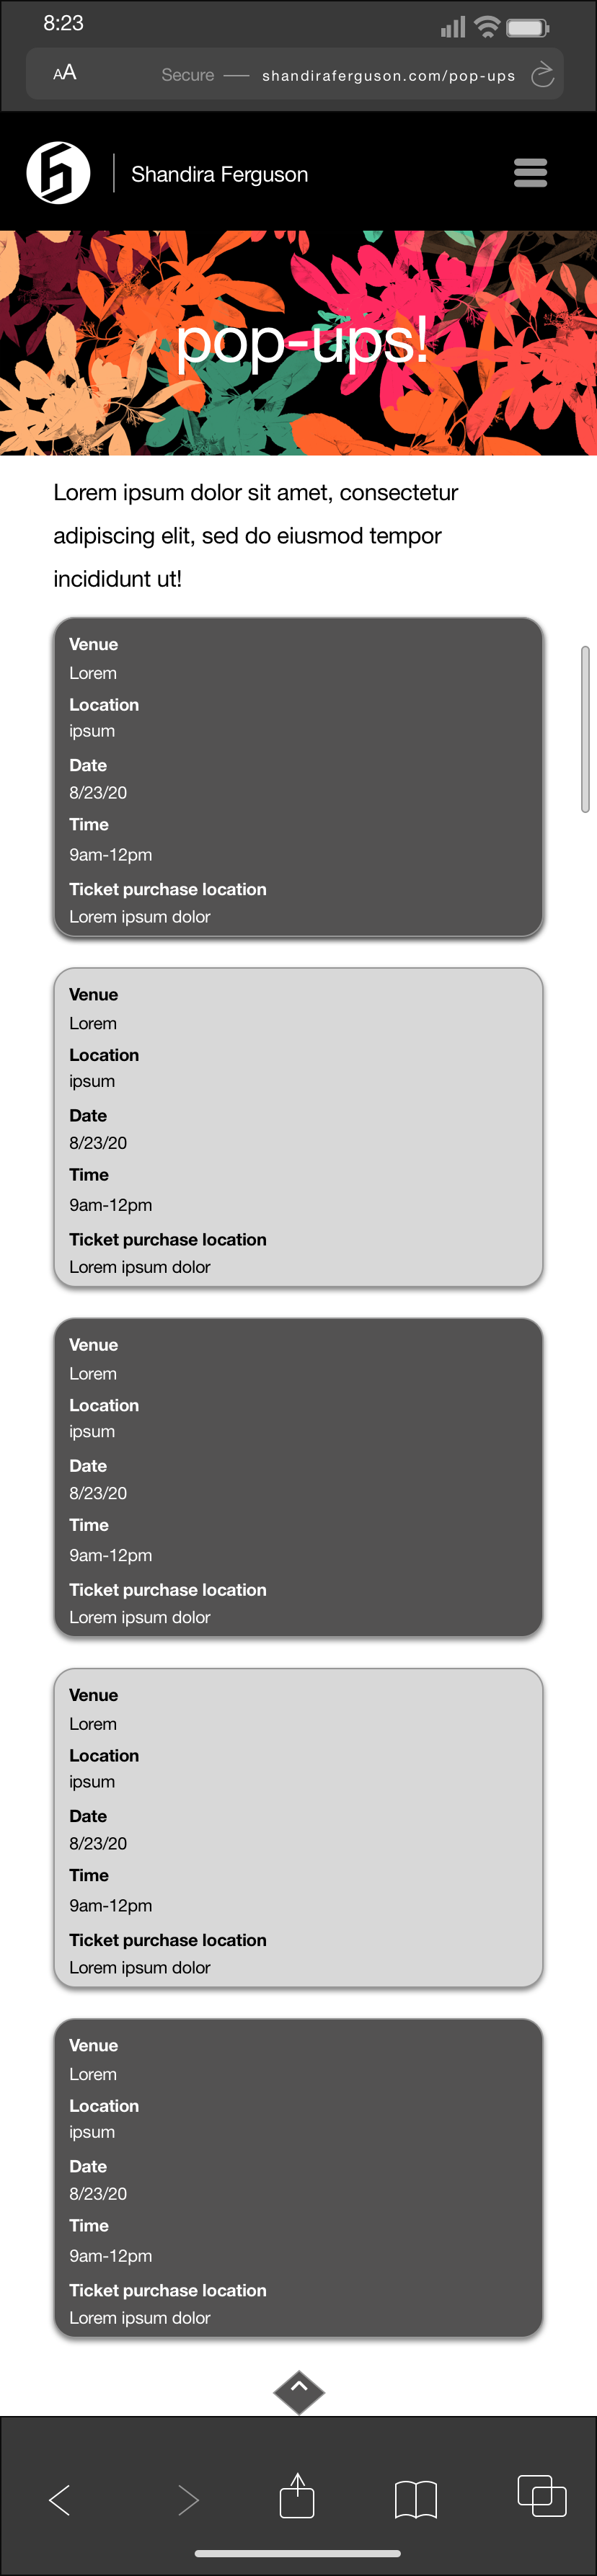 8:23
AA Secure — shandiraferguson.com/pop-ups
Shandira Ferguson
pop-ups!
Lorem ipsum dolor sit amet, consectetur
adipiscing elit, sed do eiusmod tempor
incididunt ut!
Venue
Lorem
Location
ipsum
Date
8/23/20
Time
9am-12pm
Ticket purchase location
Lorem ipsum dolor
Venue
Lorem
Location
ipsum
Date
8/23/20
Time
9am-12pm
Ticket purchase location
Lorem ipsum dolor
Venue
Lorem
Location
ipsum
Date
8/23/20
Time
9am-12pm
Ticket purchase location
Lorem ipsum dolor
Venue
Lorem
Location
ipsum
Date
8/23/20
Time
9am-12pm
Ticket purchase location
Lorem ipsum dolor
Venue
Lorem
Location
ipsum
Date
8/23/20
Time
9am-12pm
Ticket purchase location
Lorem ipsum dolor